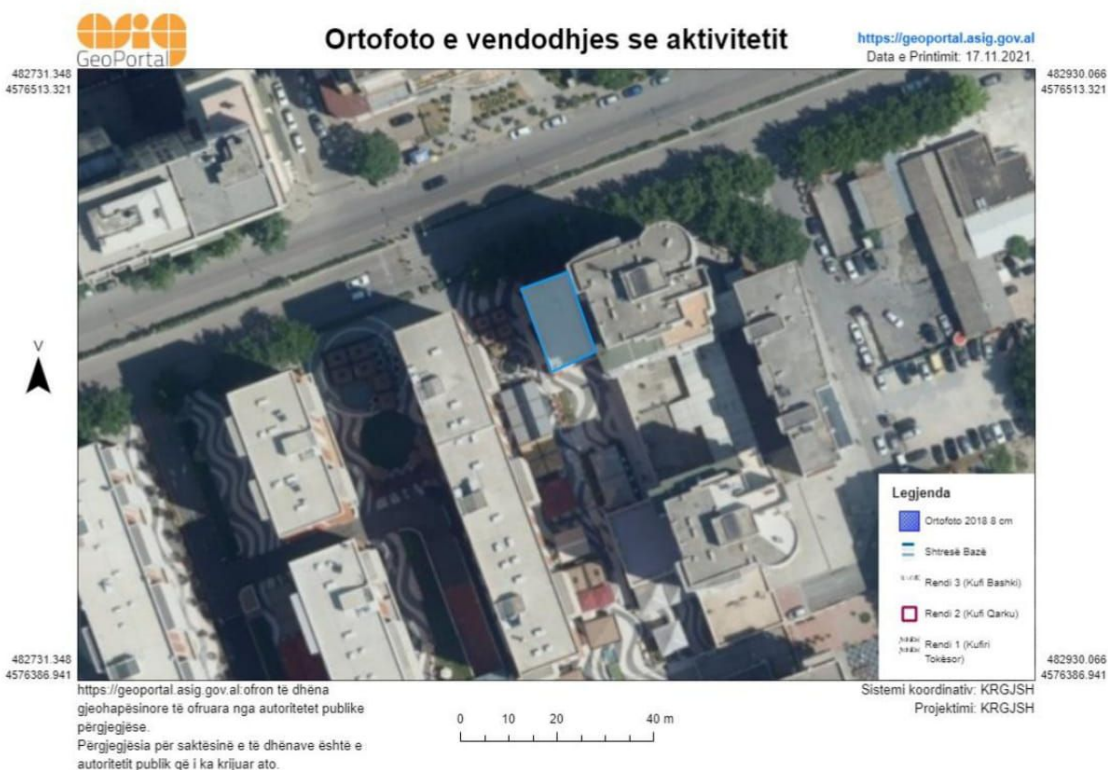 asig
GeoPortal
Ortofoto e vendodhjes se aktivitetit
https://geoportal.asig.gov.al
Data e Printimit: 17.11.2021.
482731.348
4576513.321
482930.066
4576513.321
V
Legjenda
Ortofoto 2018 8 cm
Shtresë Bazë
Rendi 3 (Kufi Bashki)
Rendi 2 (Kufi Qarku)
Rendi 1 (Kufiri
Tokësor)
482731.348
4576386.941
482930.066
4576386.941
https://geoportal.asig.gov.al:ofron të dhëna
gjeohapësinore të ofruara nga autoritetet publike
përgjegjëse.
Përgjegjësia për saktësinë e të dhënave është e
autoritetit publik që i ka krijuar ato.
0 10 20 40 m
Sistemi koordinativ: KRGJSH
Projektimi: KRGJSH